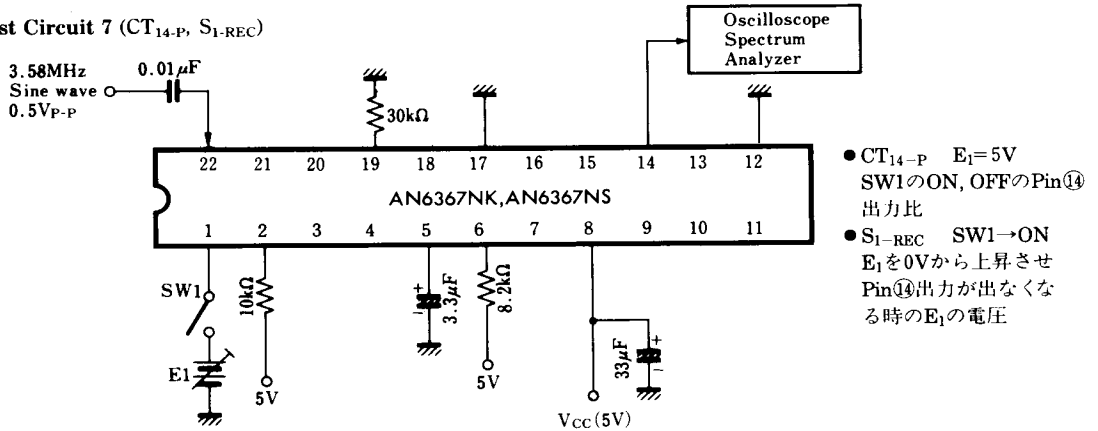 st Circuit 7 (CT14-P, S1-REC)
3.58MHz
Sine wave
0.5VP-P
0.01μF
30kΩ
Oscilloscope
Spectrum
Analyzer
22 21 20 19 18 17 16 15 14 13 12
AN6367NK,AN6367NS
1 2 3 4 5 6 7 8 9 10 11
SW1
E1
10kΩ
5V
+
3.3μF
−
8.2kΩ
5V
+
33μF
−
VCC(5V)
● CT14-P E1=5V
SW1のON, OFFのPin⑭
出力比
● S1-REC SW1→ON
E1を0Vから上昇させ
Pin⑭出力が出なくな
る時のE1の電圧